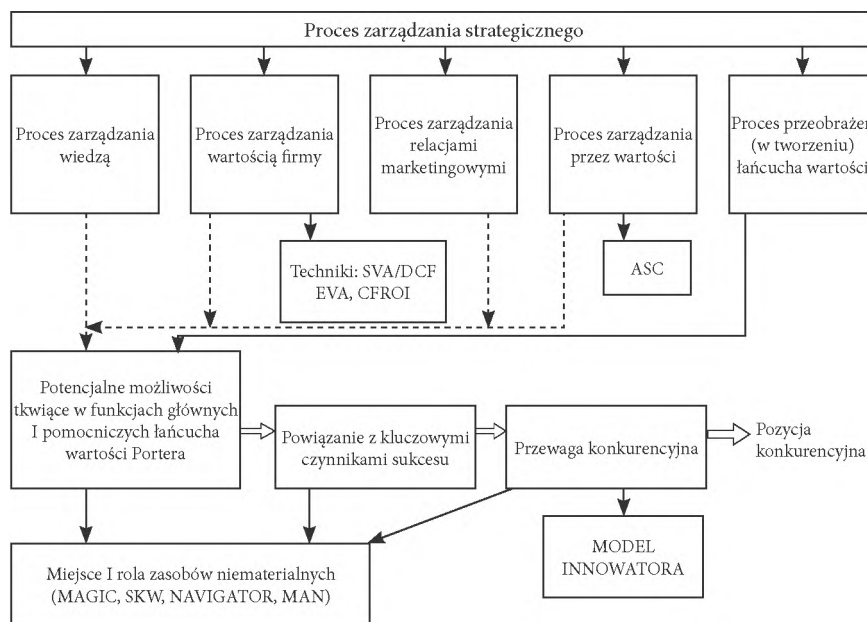 Proces zarządzania strategicznego
Proces zarządzania
wiedzą
Proces zarządzania
wartością firmy
Proces zarządzania
relacjami
marketingowymi
Proces zarządzania
przez wartości
Proces przeobrażeń
(w tworzeniu)
łańcucha wartości
Techniki: SVA/DCF
EVA, CFROI
ASC
Potencjalne możliwości
tkwiące w funkcjach głównych
I pomocniczych łańcucha
wartości Portera
Powiązanie z kluczowymi
czynnikami sukcesu
Przewaga konkurencyjna
Pozycja
konkurencyjna
Miejsce I rola zasobów niematerialnych
(MAGIC, SKW, NAVIGATOR, MAN)
MODEL
INNOWATORA